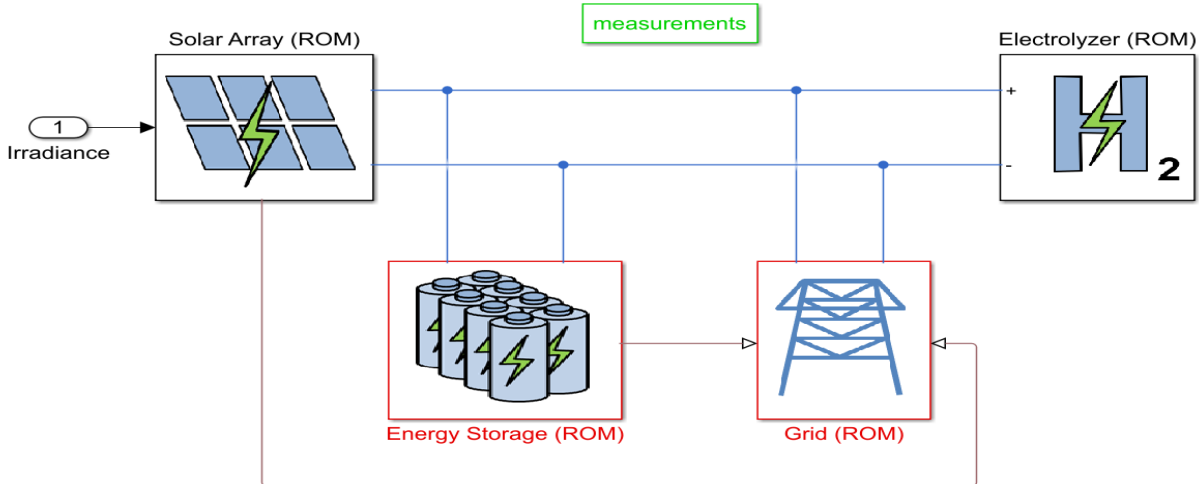 measurements
Solar Array (ROM)
Electrolyzer (ROM)
1
Irradiance
+
-
2
Energy Storage (ROM)
Grid (ROM)